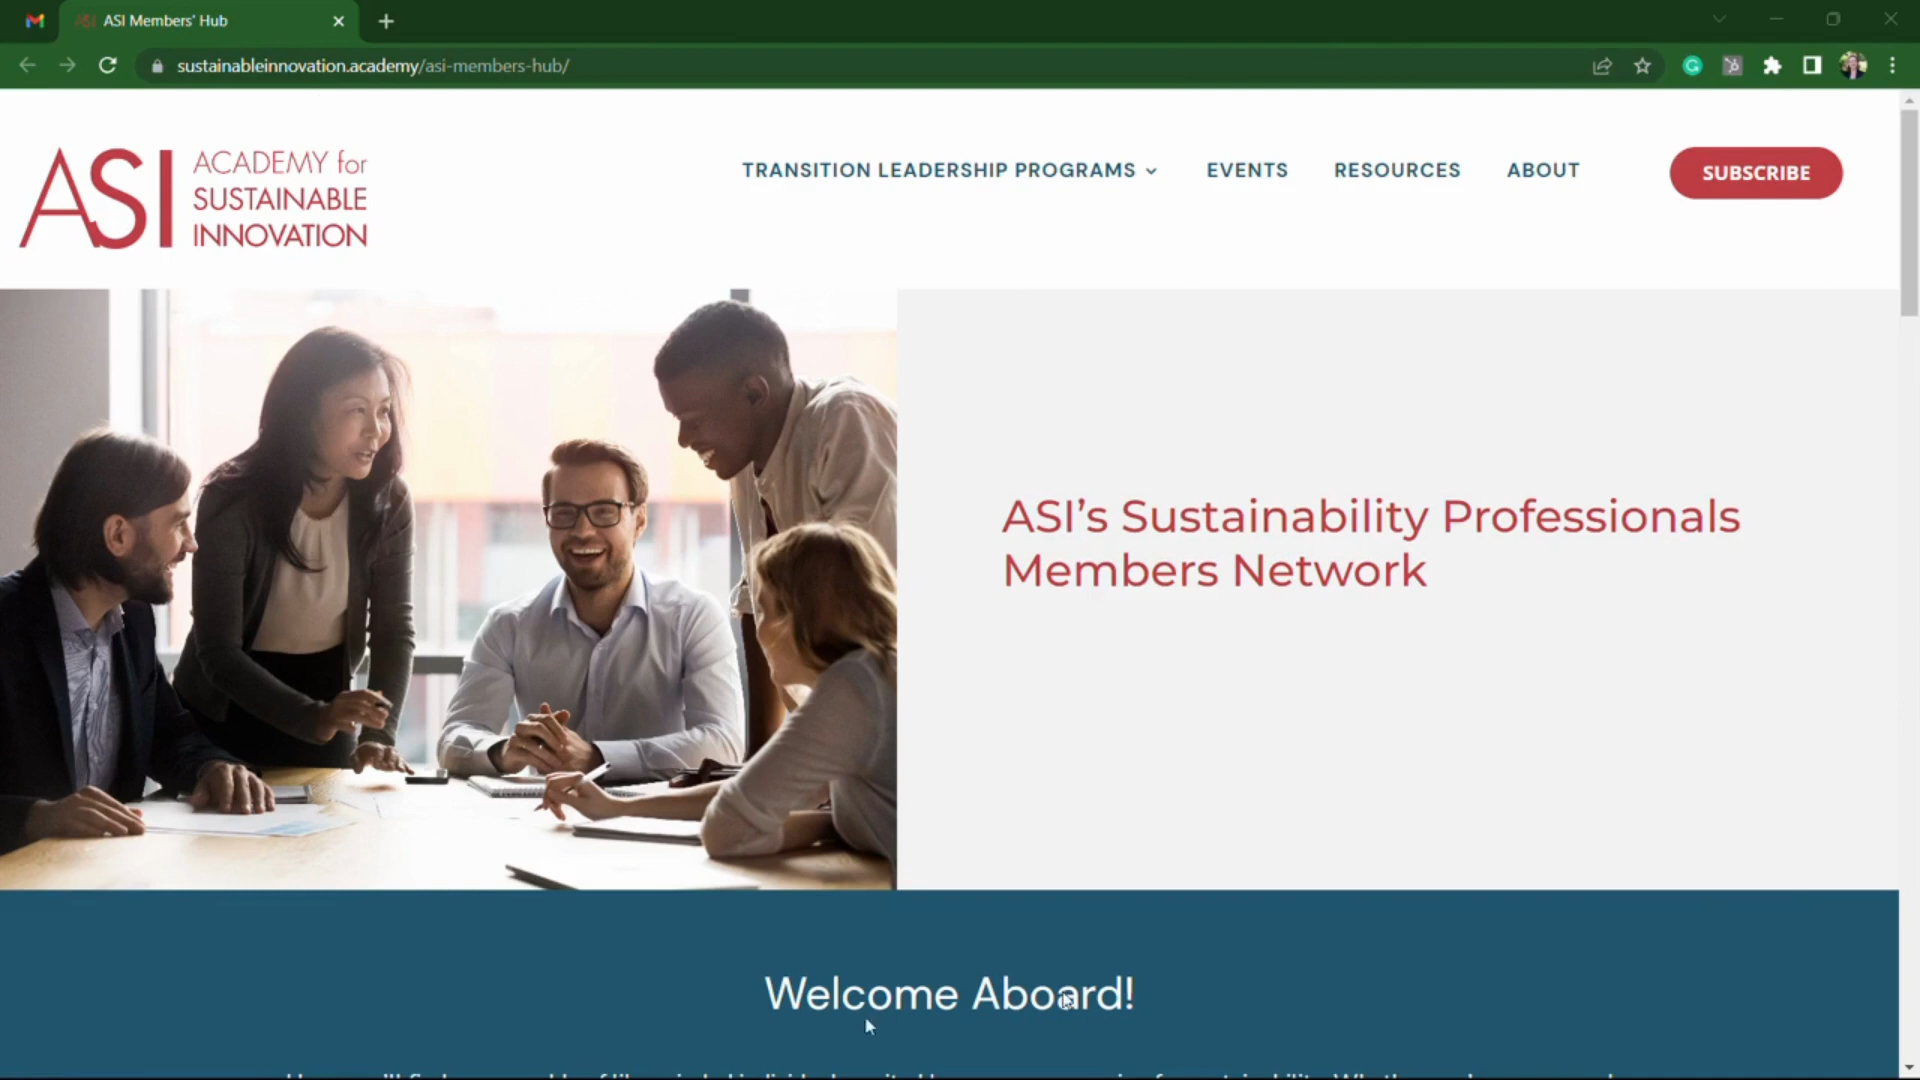 ASI Members' Hub
sustainableinnovation.academy/asi-members-hub/
ASI ACADEMY for
SUSTAINABLE
INNOVATION
TRANSITION LEADERSHIP PROGRAMS
EVENTS
RESOURCES
ABOUT
SUBSCRIBE
ASI's Sustainability Professionals
Members Network
Welcome Aboard!